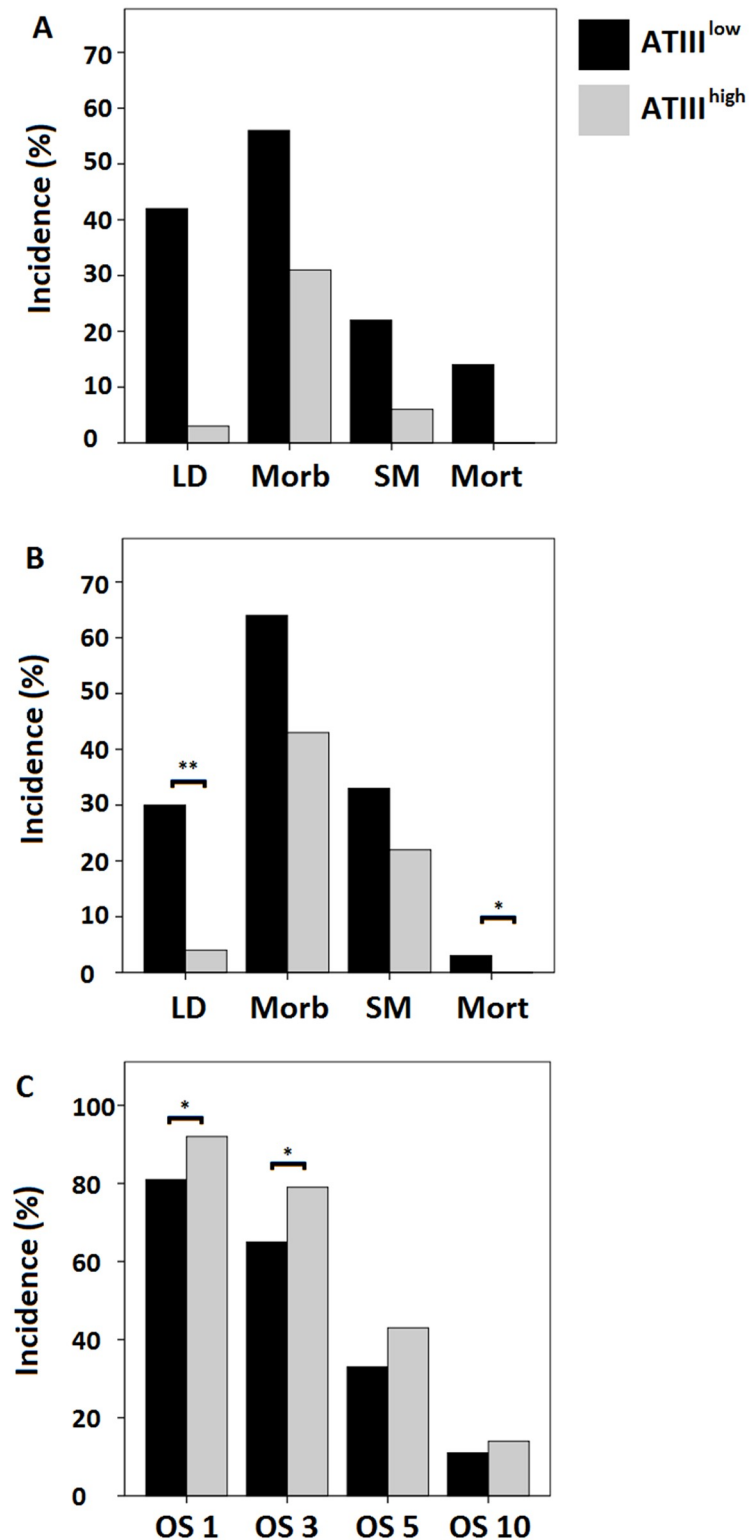 A
ATIII low
ATIII high
Incidence (%)
70
60
50
40
30
20
10
0
LD Morb SM Mort
B
Incidence (%)
70
60
50
40
30
20
10
0
**
*
LD Morb SM Mort
C
Incidence (%)
100
80
60
40
20
0
*
*
OS 1 OS 3 OS 5 OS 10